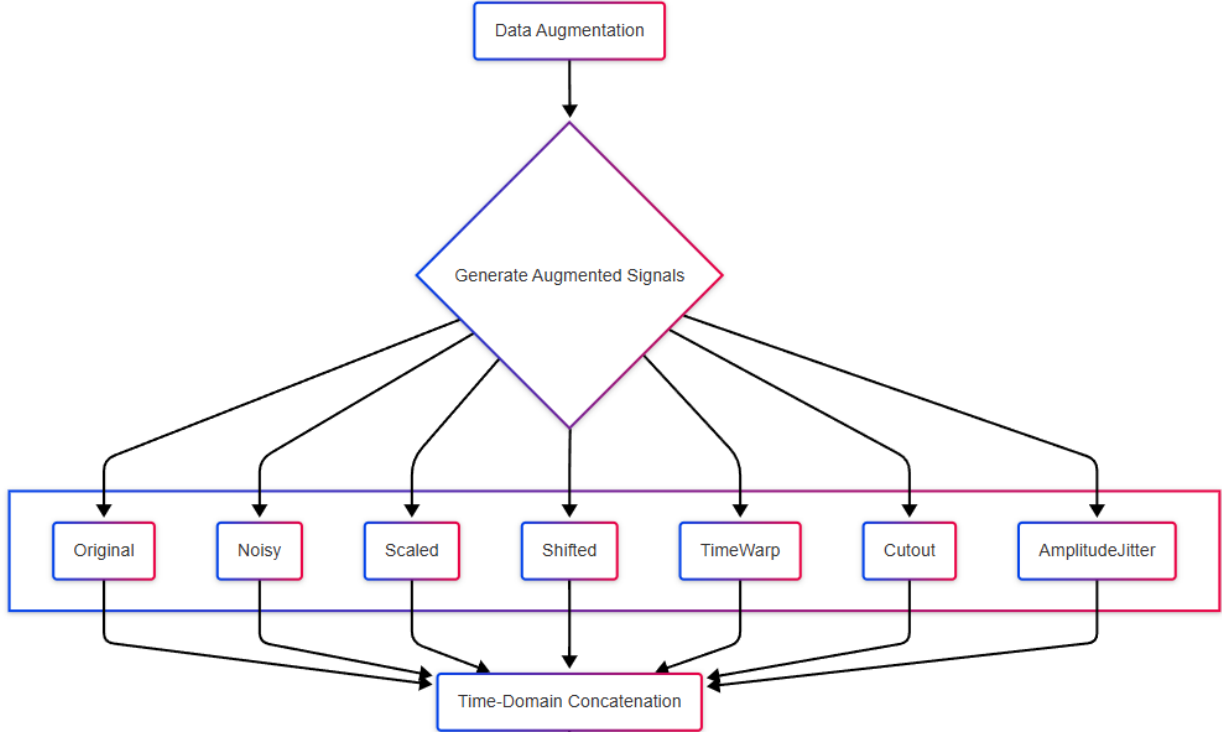 Data Augmentation
Generate Augmented Signals
Original
Noisy
Scaled
Shifted
TimeWarp
Cutout
AmplitudeJitter
Time-Domain Concatenation